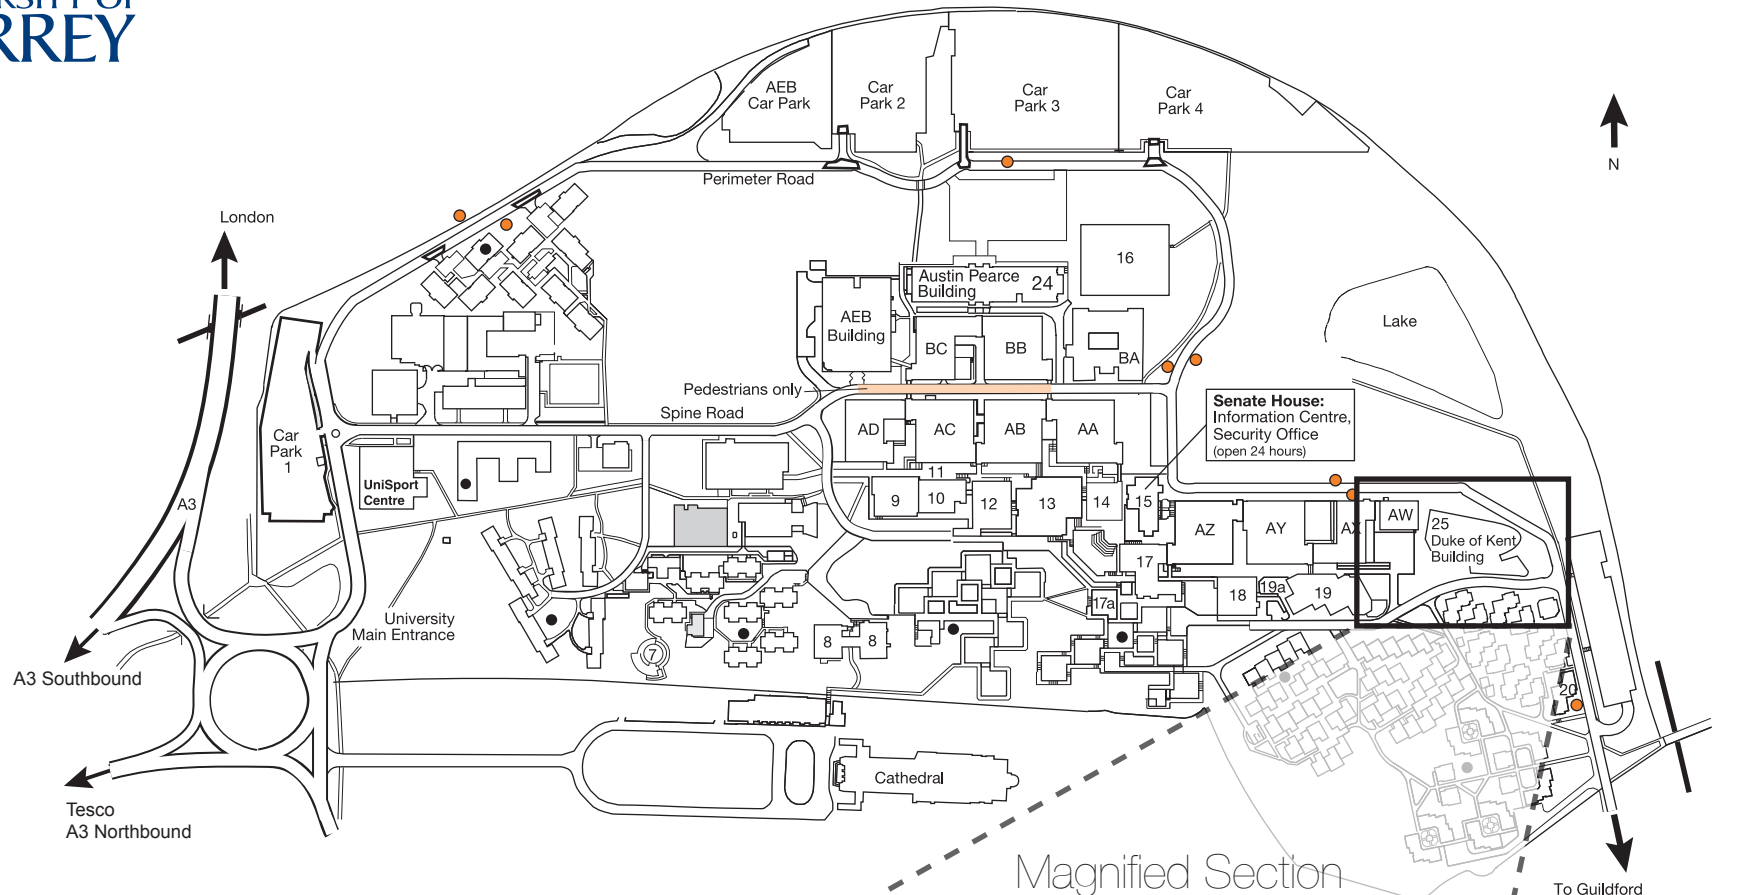 RREY
AEB
Car Park
Car
Park 2
Car
Park 3
Car
Park 4
N
Perimeter Road
London
Austin Pearce
Building
24
16
Lake
AEB
Building
BC
BB
BA
Pedestrians only
Spine Road
Senate House:
Information Centre,
Security Office
(open 24 hours)
AD
AC
AB
AA
Car
Park
1
UniSport
Centre
A3
11
9
10
12
13
14
15
AZ
AY
AX
AW
25
Duke of Kent
Building
17
17a
18
19a
19
University
Main Entrance
7
8
8
A3 Southbound
20
Cathedral
Tesco
A3 Northbound
Magnified Section
To Guildford